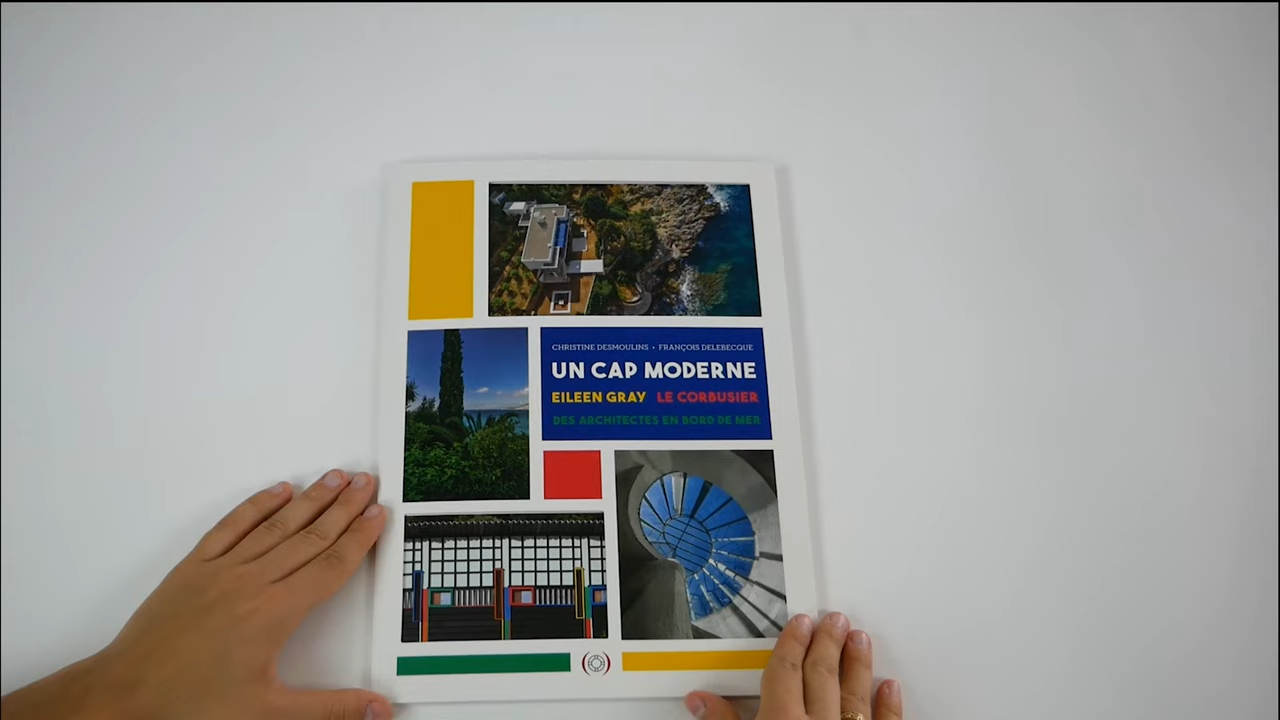 CHRISTINE DESMOULINS • FRANÇOIS DELEBECQUE
UN CAP MODERNE
EILEEN GRAY LE CORBUSIER
DES ARCHITECTES EN BORD DE MER